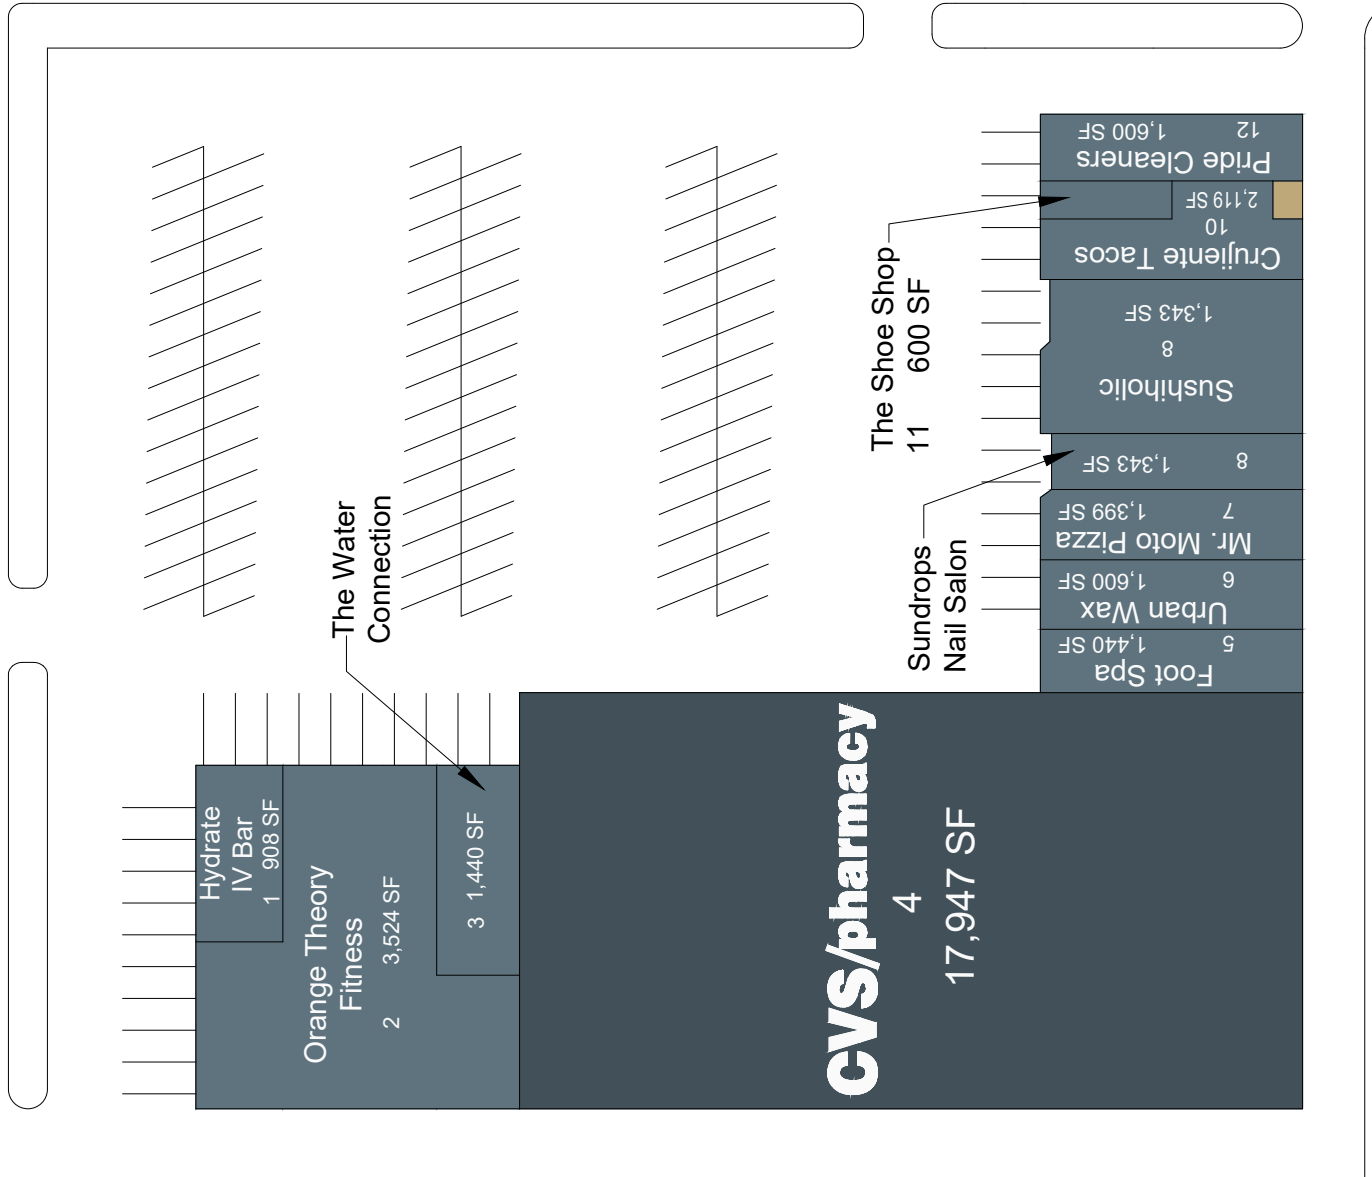 Hydrate
IV Bar
1 908 SF
Orange Theory
Fitness
2 3,524 SF
The Water
Connection
3 1,440 SF
CVS/pharmacy
4
17,947 SF
Foot Spa
5 1,440 SF
Urban Wax
6 1,600 SF
Mr. Moto Pizza
7 1,399 SF
Sundrops
Nail Salon
8 1,343 SF
Sushiholic
8
1,343 SF
Crujiente Tacos
10
2,119 SF
The Shoe Shop
11 600 SF
Pride Cleaners
12 1,600 SF